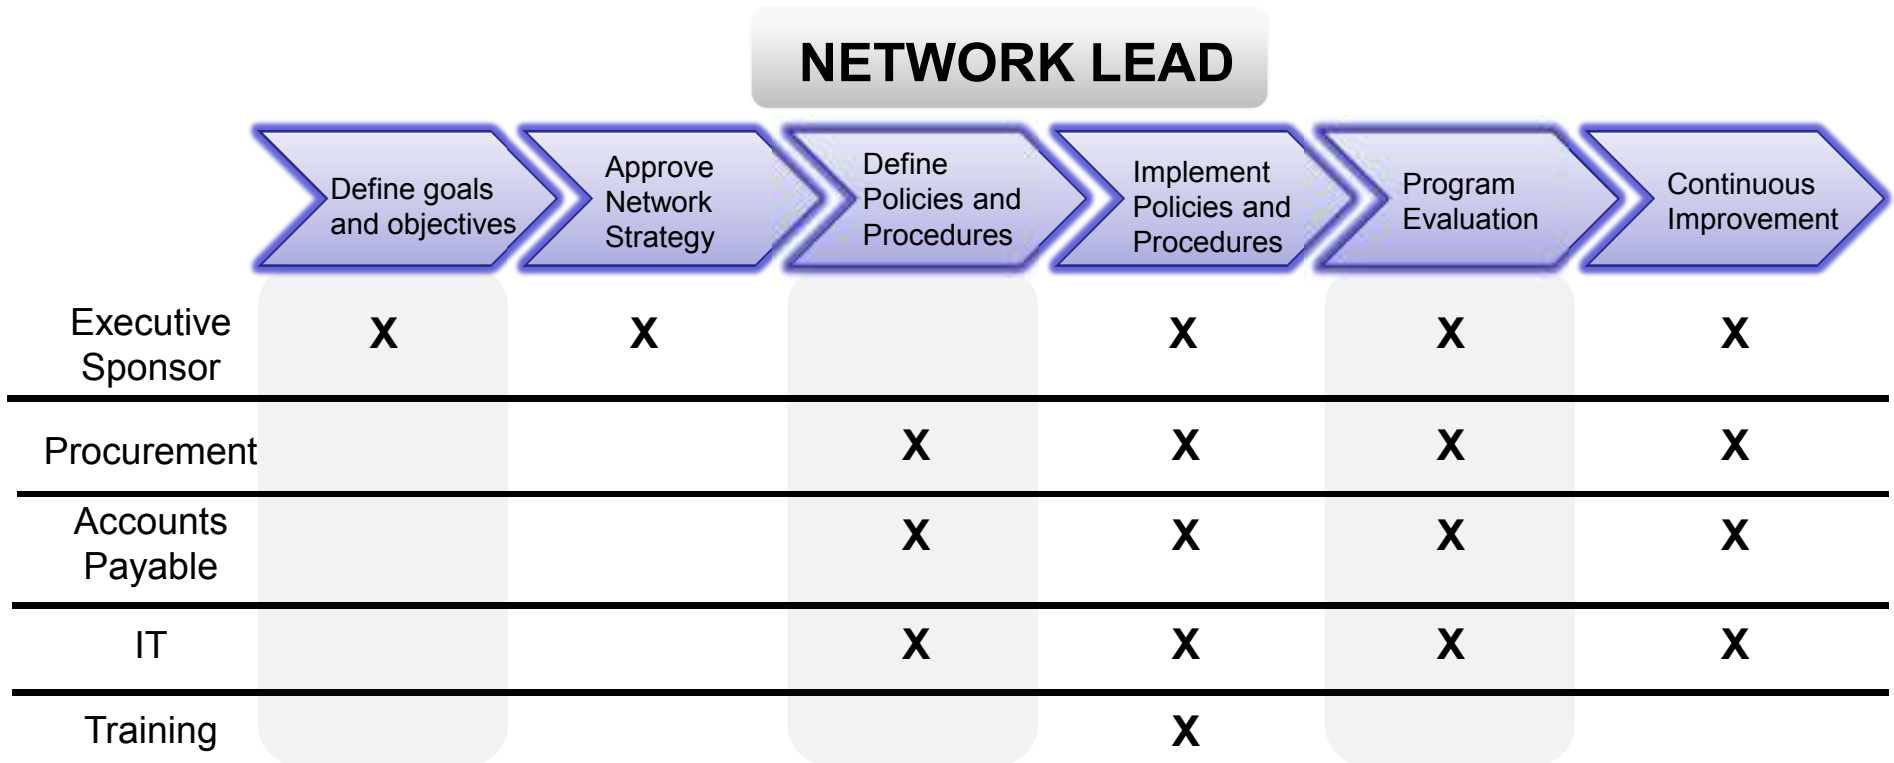 NETWORK LEAD
Define goals
and objectives
Approve
Network
Strategy
Define
Policies and
Procedures
Implement
Policies and
Procedures
Program
Evaluation
Continuous
Improvement
Executive
Sponsor
X X X X X
Procurement
X X X X
Accounts
Payable
X X X X
IT
X X X X
Training
X